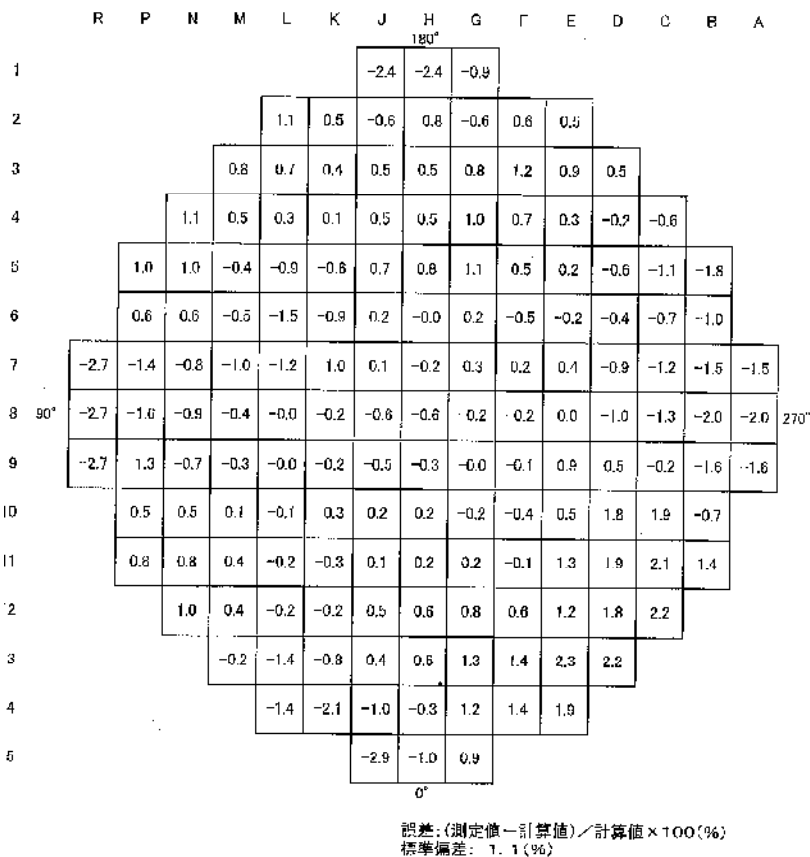 R P N M L K J H G F E D C B A
180°
1 -2.4 -2.4 -0.9
2 1.1 0.5 -0.6 0.8 -0.6 0.6 0.5
3 0.8 0.7 0.4 0.5 0.5 0.8 1.2 0.9 0.5
4 1.1 0.5 0.3 0.1 0.5 0.5 1.0 0.7 0.3 -0.2 -0.6
5 1.0 1.0 -0.4 -0.9 -0.6 0.7 0.8 1.1 0.5 0.2 -0.6 -1.1 -1.8
6 0.6 0.6 -0.5 -1.5 -0.9 0.2 -0.0 0.2 -0.5 -0.2 -0.4 -0.7 -1.0
7 -2.7 -1.4 -0.8 -1.0 -1.2 1.0 0.1 -0.2 0.3 0.2 0.4 -0.9 -1.2 -1.5 -1.5
8 90° -2.7 -1.6 -0.9 -0.4 -0.0 -0.2 -0.6 -0.6 0.2 0.2 0.0 -1.0 -1.3 -2.0 -2.0 270°
9 -2.7 1.3 -0.7 -0.3 -0.0 -0.2 -0.5 -0.3 -0.0 -0.1 0.9 0.5 -0.2 -1.6 -1.6
10 0.5 0.5 0.1 -0.1 0.3 0.2 0.2 -0.2 -0.4 0.5 1.8 1.9 -0.7
11 0.8 0.8 0.4 -0.2 -0.3 0.1 0.2 0.2 -0.1 1.3 1.9 2.1 1.4
2 1.0 0.4 -0.2 -0.2 0.5 0.6 0.8 0.6 1.2 1.8 2.2
3 -0.2 -1.4 -0.8 0.4 0.6 1.3 1.4 2.3 2.2
4 -1.4 -2.1 -1.0 -0.3 1.2 1.4 1.9
5 -2.9 -1.0 0.9
0°
誤差:(測定値-計算値)/計算値×100(%)
標準偏差: 1.1(%)